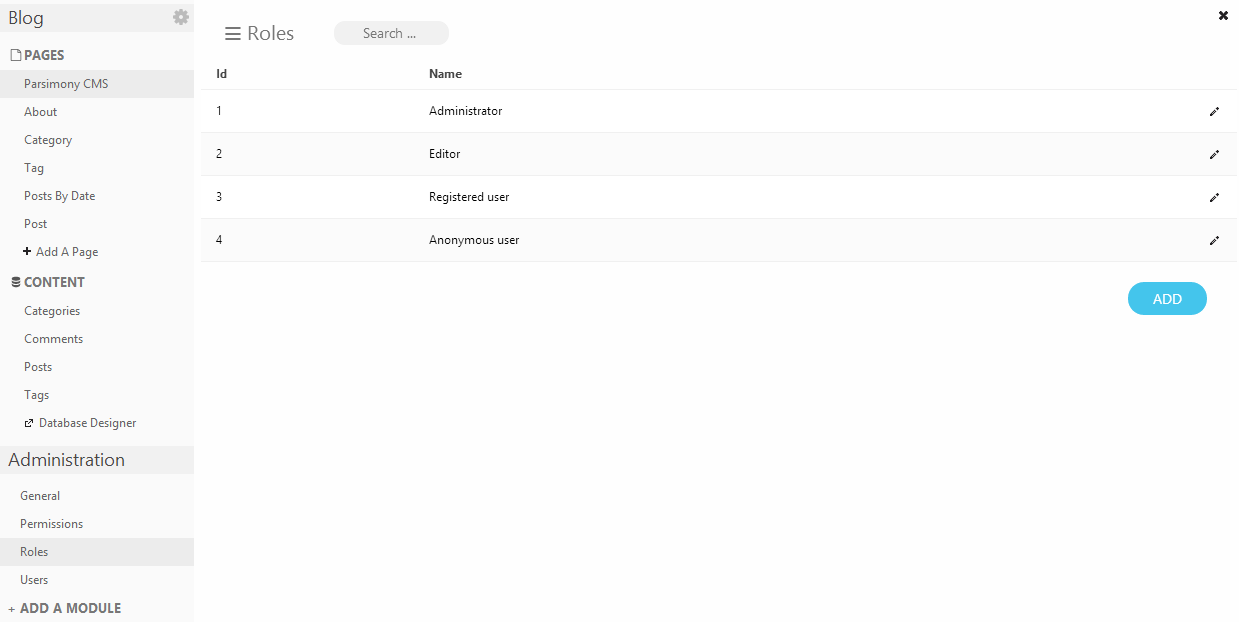 Blog
PAGES
Parsimony CMS
About
Category
Tag
Posts By Date
Post
+ Add A Page
CONTENT
Categories
Comments
Posts
Tags
Database Designer
Administration
General
Permissions
Roles
Users
+ ADD A MODULE
Roles
Search ...
Id Name
1 Administrator
2 Editor
3 Registered user
4 Anonymous user
ADD